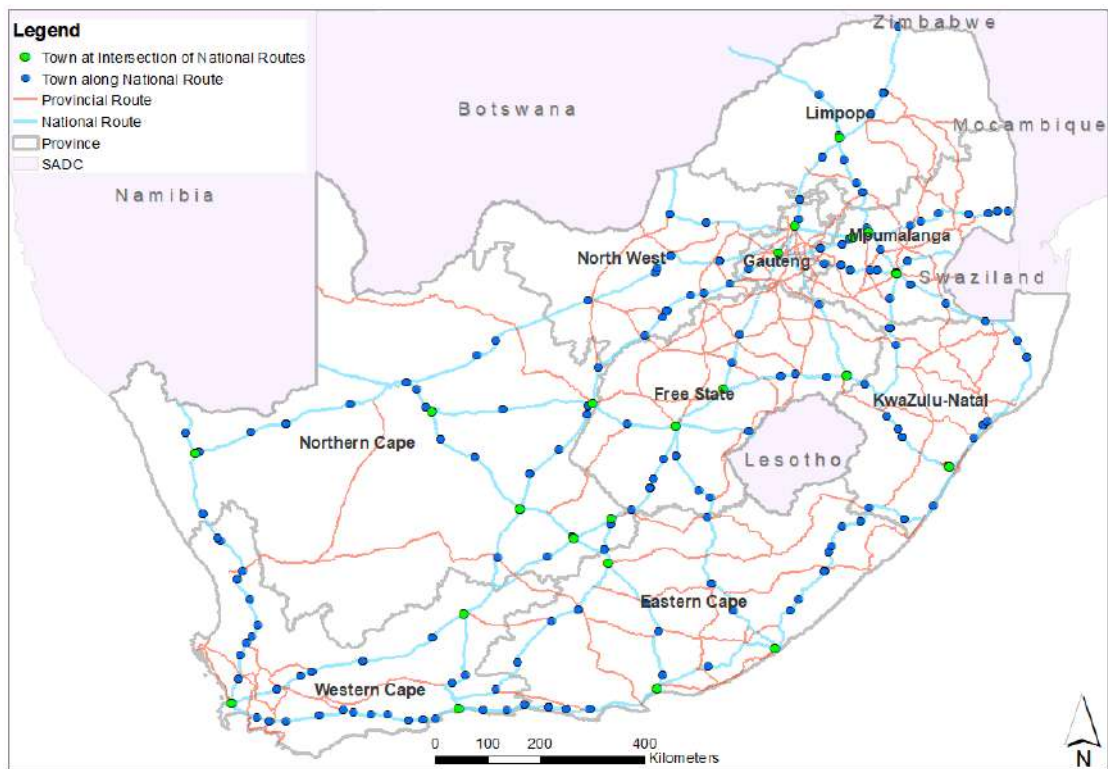 Legend
Town at Intersection of National Routes
Town along National Route
Provincial Route
National Route
Province
SADC
Zimbabwe
Botswana
Limpopo
Mocambique
Namibia
North West
Gauteng
Mpumalanga
Swaziland
Free State
KwaZulu-Natal
Northern Cape
Lesotho
Eastern Cape
Western Cape
0 100 200 400
Kilometers
N